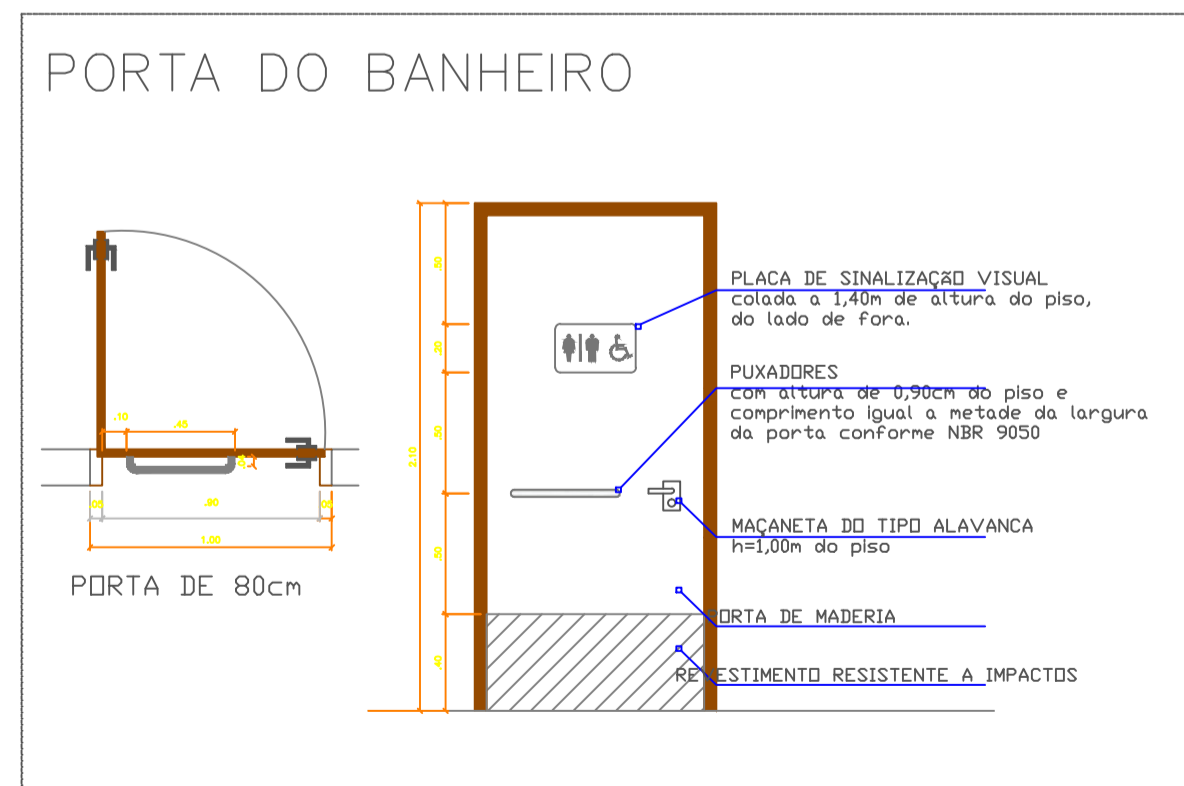 PORTA DO BANHEIRO
PLACA DE SINALIZAÇÃO VISUAL
colada a 1,40m de altura do piso,
do lado de fora.
PUXADORES
com altura de 0,90cm do piso e
comprimento igual a metade da largura
da porta conforme NBR 9050
MAÇANETA DO TIPO ALAVANCA
h=1,00m do piso
PORTA DE MADERIA
REVESTIMENTO RESISTENTE A IMPACTOS
.50
.20
.50
.50
.40
2.10
.10
.45
.05
.90
.05
1.00
PORTA DE 80cm